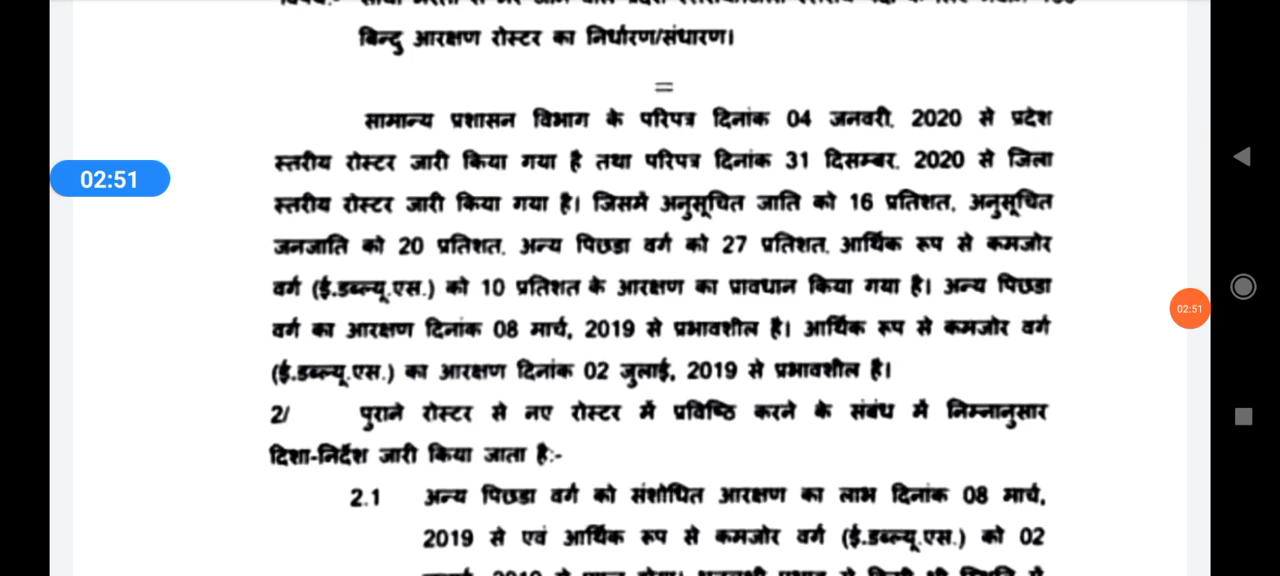 बिन्दु आरक्षण रोस्टर का निर्धारण/संधारण।
=
सामान्य प्रशासन विभाग के परिपत्र दिनांक 04 जनवरी, 2020 से प्रदेश
02:51
स्तरीय रोस्टर जारी किया गया है तथा परिपत्र दिनांक 31 दिसम्बर, 2020 से जिला
स्तरीय रोस्टर जारी किया गया है। जिसमें अनुसूचित जाति को 16 प्रतिशत, अनुसूचित
जनजाति को 20 प्रतिशत, अन्य पिछडा वर्ग को 27 प्रतिशत, आर्थिक रूप से कमजोर
वर्ग (ई.डब्ल्यू.एस.) को 10 प्रतिशत के आरक्षण का प्रावधान किया गया है। अन्य पिछडा
02:51
वर्ग का आरक्षण दिनांक 08 मार्च, 2019 से प्रभावशील है। आर्थिक रूप से कमजोर वर्ग
(ई.डब्ल्यू.एस.) का आरक्षण दिनांक 02 जुलाई, 2019 से प्रभावशील है।
2/ पुराने रोस्टर से नए रोस्टर में प्रविष्ठि करने के संबंध में निम्नानुसार
दिशा-निर्देश जारी किया जाता है:-
2.1 अन्य पिछडा वर्ग को संशोधित आरक्षण का लाभ दिनांक 08 मार्च,
2019 से एवं आर्थिक रूप से कमजोर वर्ग (ई.डब्ल्यू.एस.) को 02